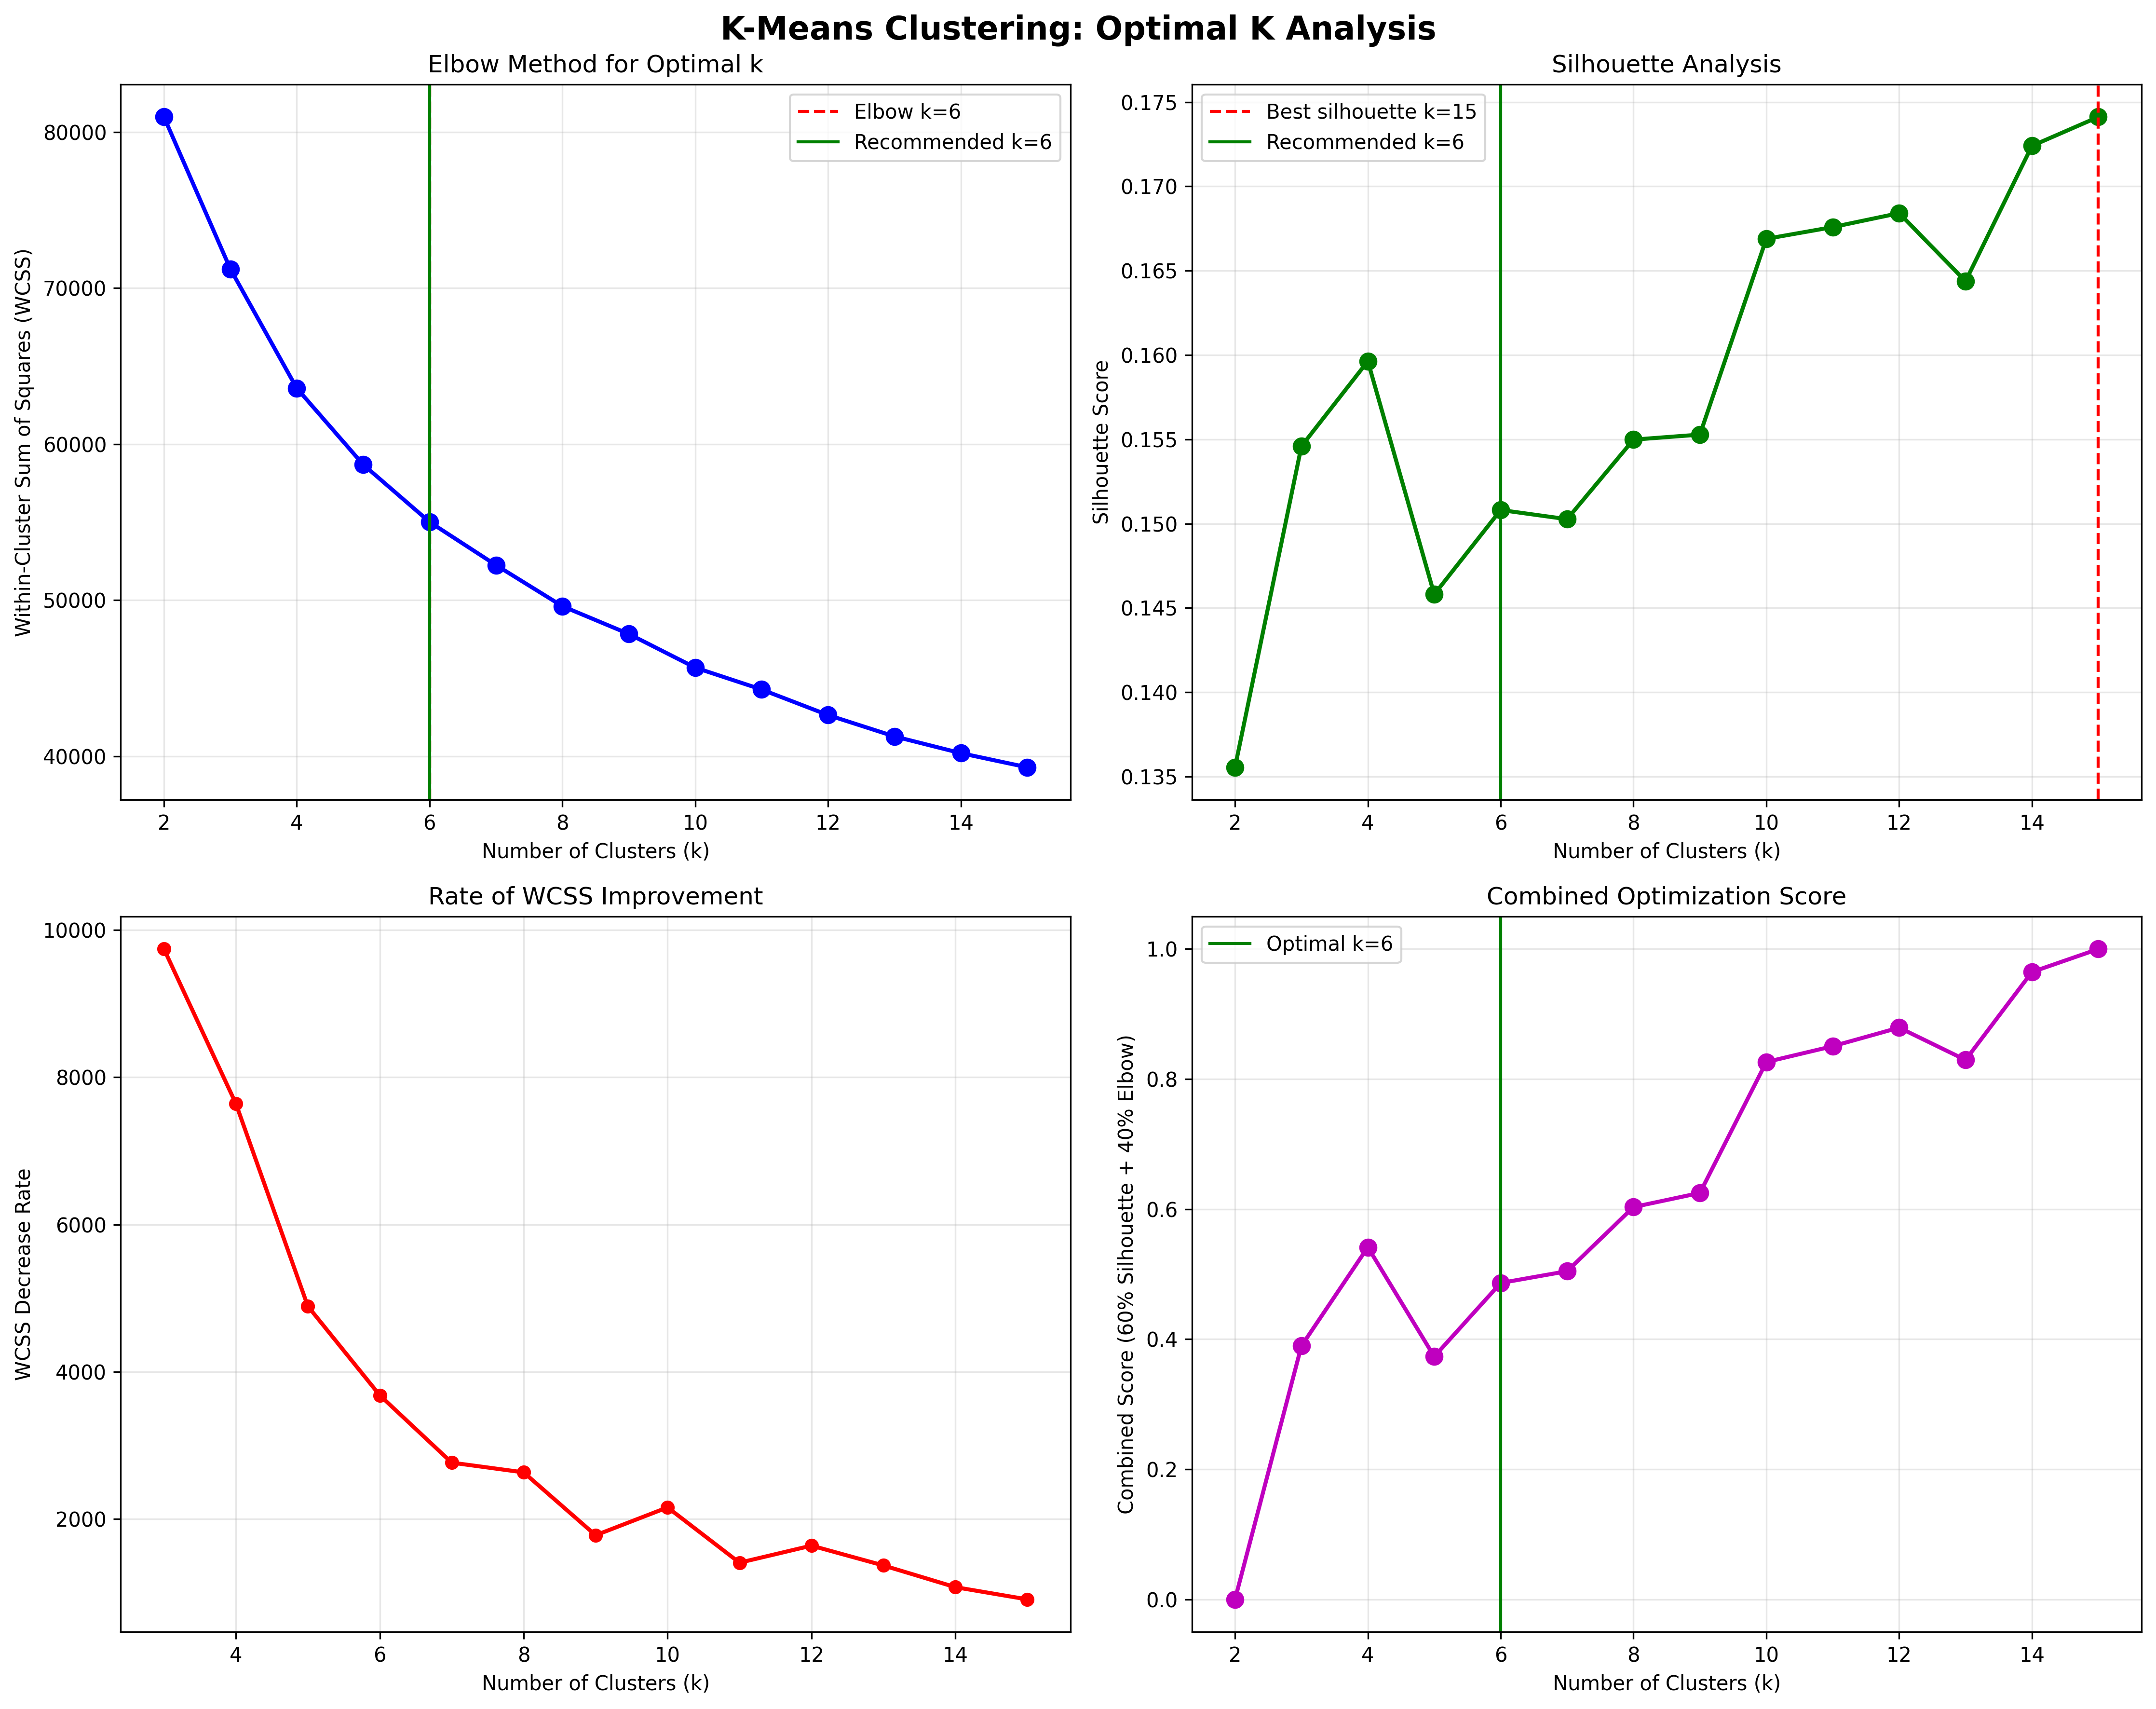 K-Means Clustering: Optimal K Analysis
Elbow Method for Optimal k
Within-Cluster Sum of Squares (WCSS)
80000
70000
60000
50000
40000
Elbow k=6
Recommended k=6
2 4 6 8 10 12 14
Number of Clusters (k)
Silhouette Analysis
Silhouette Score
0.175
0.170
0.165
0.160
0.155
0.150
0.145
0.140
0.135
Best silhouette k=15
Recommended k=6
2 4 6 8 10 12 14
Number of Clusters (k)
Rate of WCSS Improvement
WCSS Decrease Rate
10000
8000
6000
4000
2000
4 6 8 10 12 14
Number of Clusters (k)
Combined Optimization Score
Combined Score (60% Silhouette + 40% Elbow)
1.0
0.8
0.6
0.4
0.2
0.0
Optimal k=6
2 4 6 8 10 12 14
Number of Clusters (k)